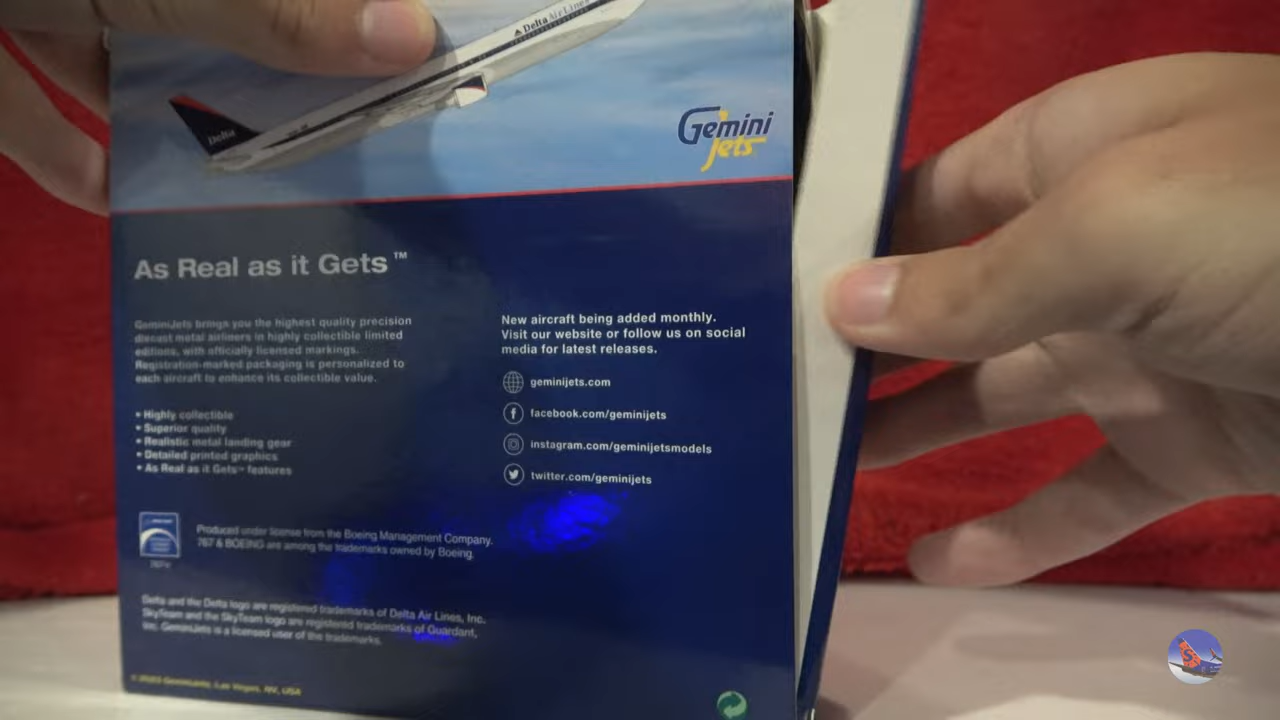 Delta Air Lines
Delta
Gemini
Jets
As Real as it Gets™
GeminiJets brings you the highest quality precision
diecast metal airliners in highly collectible limited
editions, with officially licensed markings.
Registration-marked packaging is personalized to
each aircraft to enhance its collectible value.
• Highly collectible
• Superior quality
• Realistic metal landing gear
• Detailed printed graphics
• As Real as it Gets™ features
New aircraft being added monthly.
Visit our website or follow us on social
media for latest releases.
geminijets.com
facebook.com/geminijets
instagram.com/geminijetsmodels
twitter.com/geminijets
Produced under license from the Boeing Management Company.
767 & BOEING are among the trademarks owned by Boeing.
Delta and the Delta logo are registered trademarks of Delta Air Lines, Inc.
SkyTeam and the SkyTeam logo are registered trademarks of Guardant,
Inc. GeminiJets is a licensed user of the trademarks.
GeminiJets, Las Vegas, NV, USA